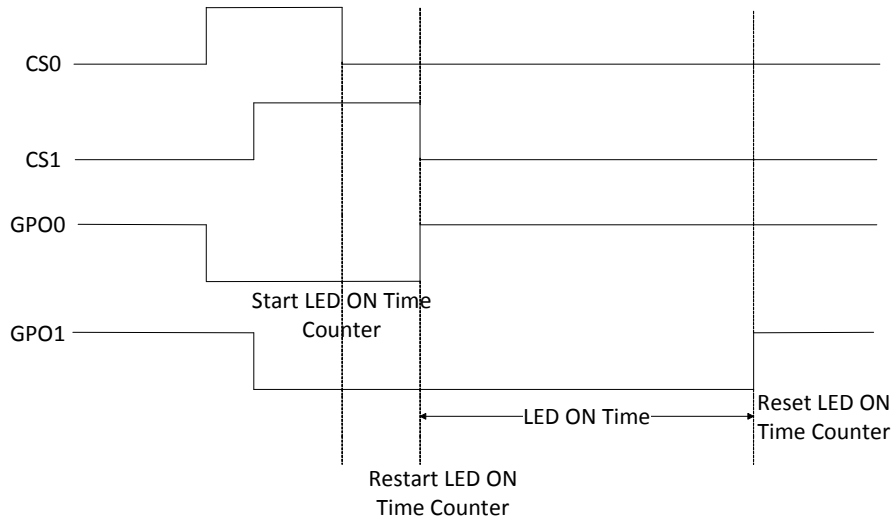 CS0
CS1
GPO0
Start LED ON Time
Counter
GPO1
LED ON Time
Reset LED ON
Time Counter
Restart LED ON
Time Counter